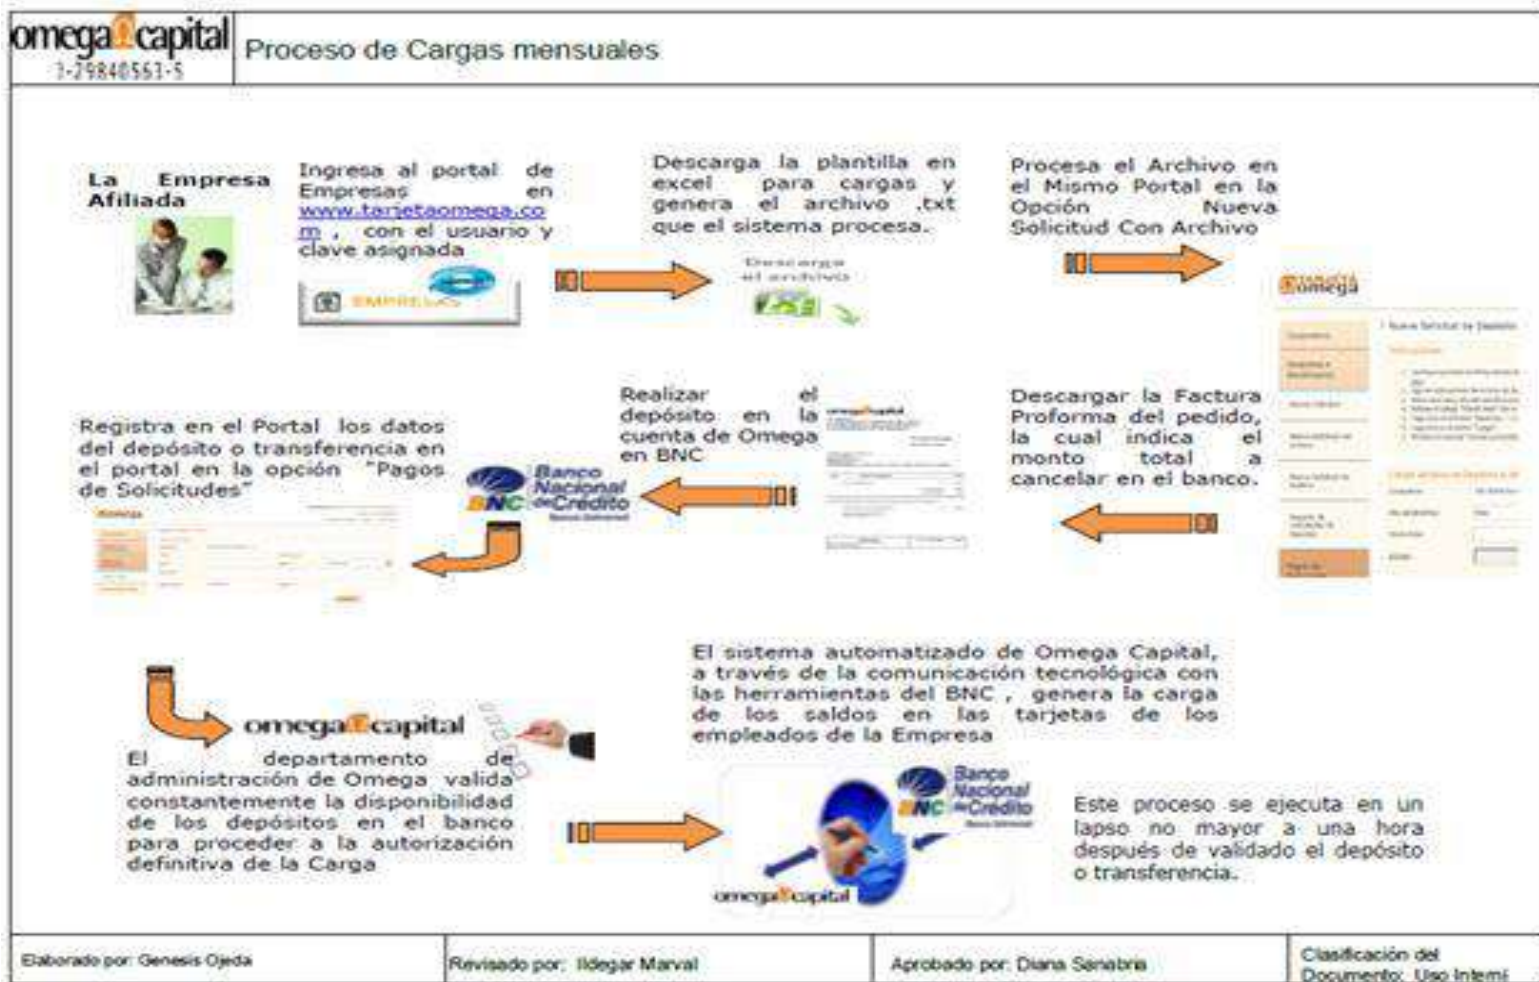 omega capital
Proceso de Cargas mensuales
La Empresa
Afiliada
Ingresa al portal de
Empresas en
www.tarjetaomega.co
m , con el usuario y
clave asignada
EMPRESAS
Descarga la plantilla en
excel para cargas y
genera el archivo .txt
que el sistema procesa.
Descarga
el archivo
Procesa el Archivo en
el Mismo Portal en la
Opción Nueva
Solicitud Con Archivo
omega
Descargar la Factura
Proforma del pedido,
la cual indica el
monto total a
cancelar en el banco.
Realizar el
depósito en la
cuenta de Omega
en BNC
Banco
Nacional
BNC de Crédito
Registra en el Portal los datos
del depósito o transferencia en
el portal en la opción "Pagos
de Solicitudes"
omega capital
El departamento de
administración de Omega valida
constantemente la disponibilidad
de los depósitos en el banco
para proceder a la autorización
definitiva de la Carga
El sistema automatizado de Omega Capital,
a través de la comunicación tecnológica con
las herramientas del BNC , genera la carga
de los saldos en las tarjetas de los
empleados de la Empresa
Banco
Nacional
BNC de Crédito
omega capital
Este proceso se ejecuta en un
lapso no mayor a una hora
después de validado el depósito
o transferencia.
Elaborado por: Genesis Ojeda
Revisado por: Ildegar Marval
Aprobado por: Diana Sanabria
Clasificación del
Documento: Uso Interni